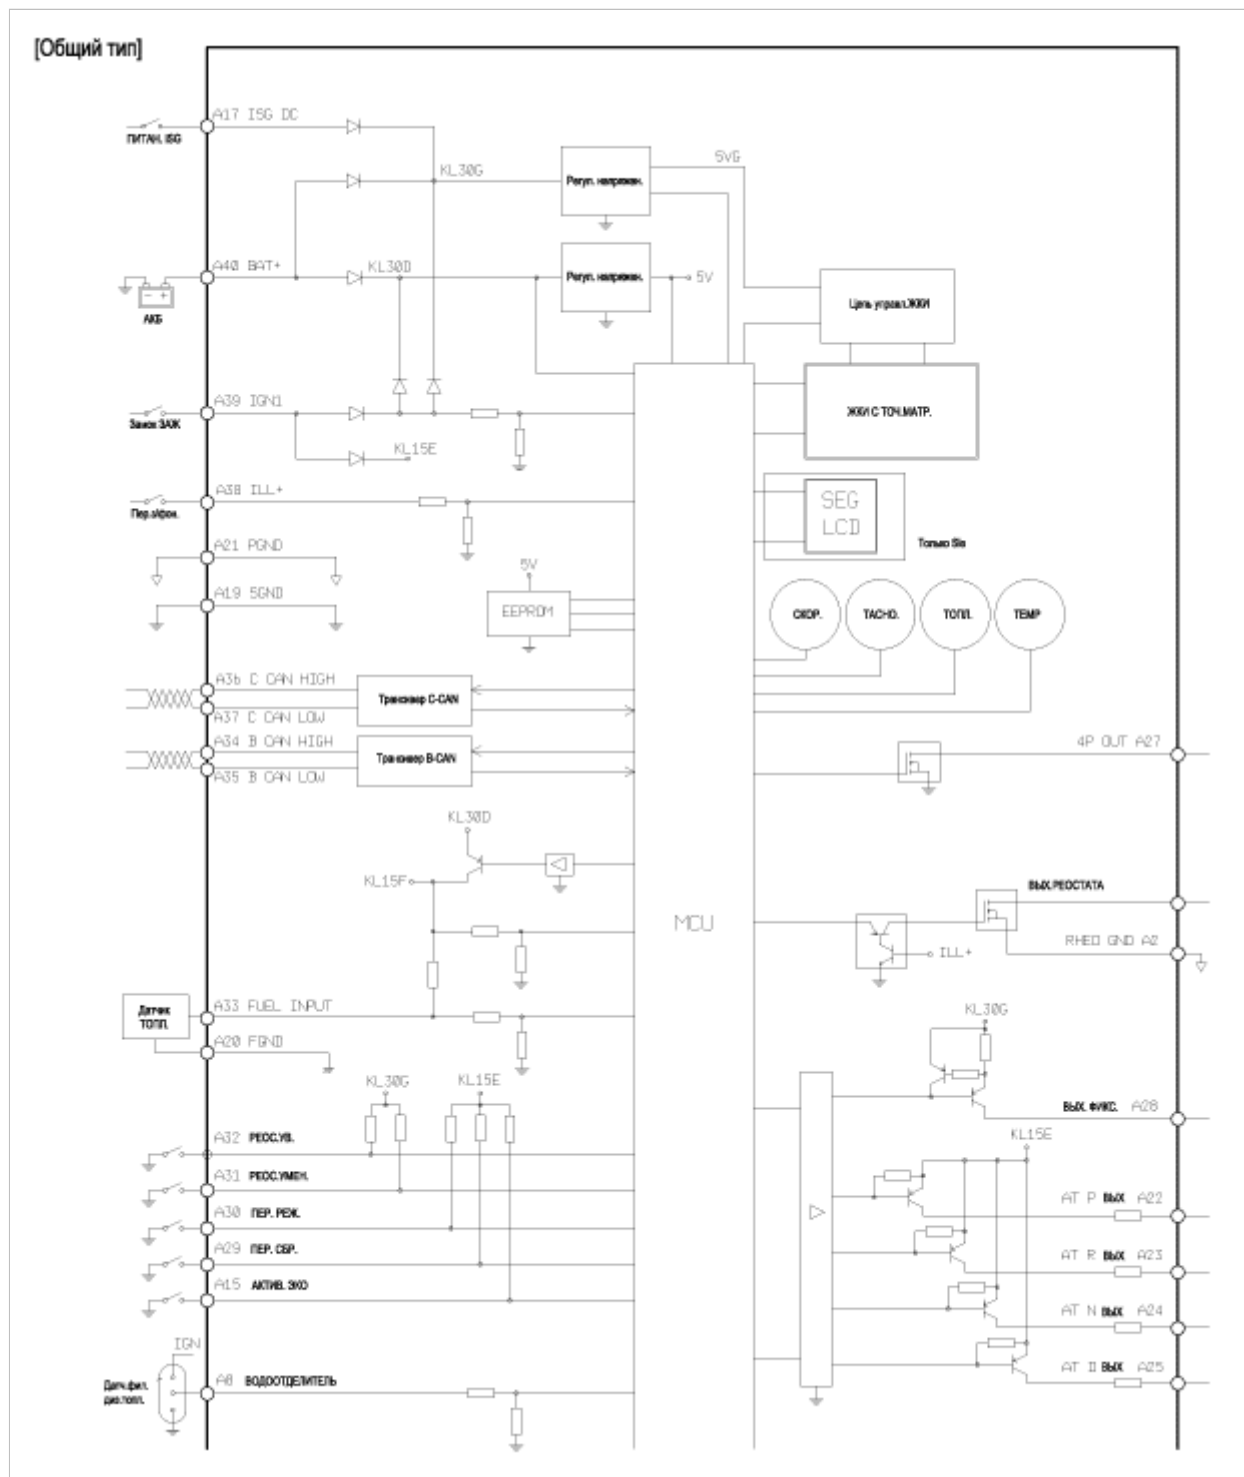 [Общий тип]
A17 ISG DC
ПИТАН. ISG
KL30G
Регул. напряжен.
5VG
A40 BAT+
KL30D
Регул. напряжен.
5V
АКБ
Цепь управл.ЖКИ
A39 IGN1
Замок ЗАЖ
KL15E
ЖКИ С ТОЧ.МАТР.
A38 ILL+
SEG
LCD
A21 PGND
5V
A19 SGND
EEPROM
СКОР.
TACHO.
ТОПЛ.
TEMP
A36 C CAN HIGH
Трансивер C-CAN
A37 C CAN LOW
A34 B CAN HIGH
Трансивер B-CAN
A35 B CAN LOW
4P OUT A27
KL30D
KL15F
ВЫХ.РЕОСТАТА
MCU
RHEO GND A2
ILL+
Датчик
ТОПЛ.
A33 FUEL INPUT
A20 FGND
KL30G
KL30G
KL15E
ВЫХ. ФИКС. A28
A32 РЕОС.УВ.
KL15E
A31 РЕОС.УМЕН.
A30 ПЕР. РЕЖ.
AT P ВЫХ A22
A29 ПЕР. СБР.
AT R ВЫХ A23
A15 АКТИВ. ЭКО
AT N ВЫХ A24
IGN
AT D ВЫХ A25
Датч.фил.
диз.топл.
A8 ВОДООТДЕЛИТЕЛЬ